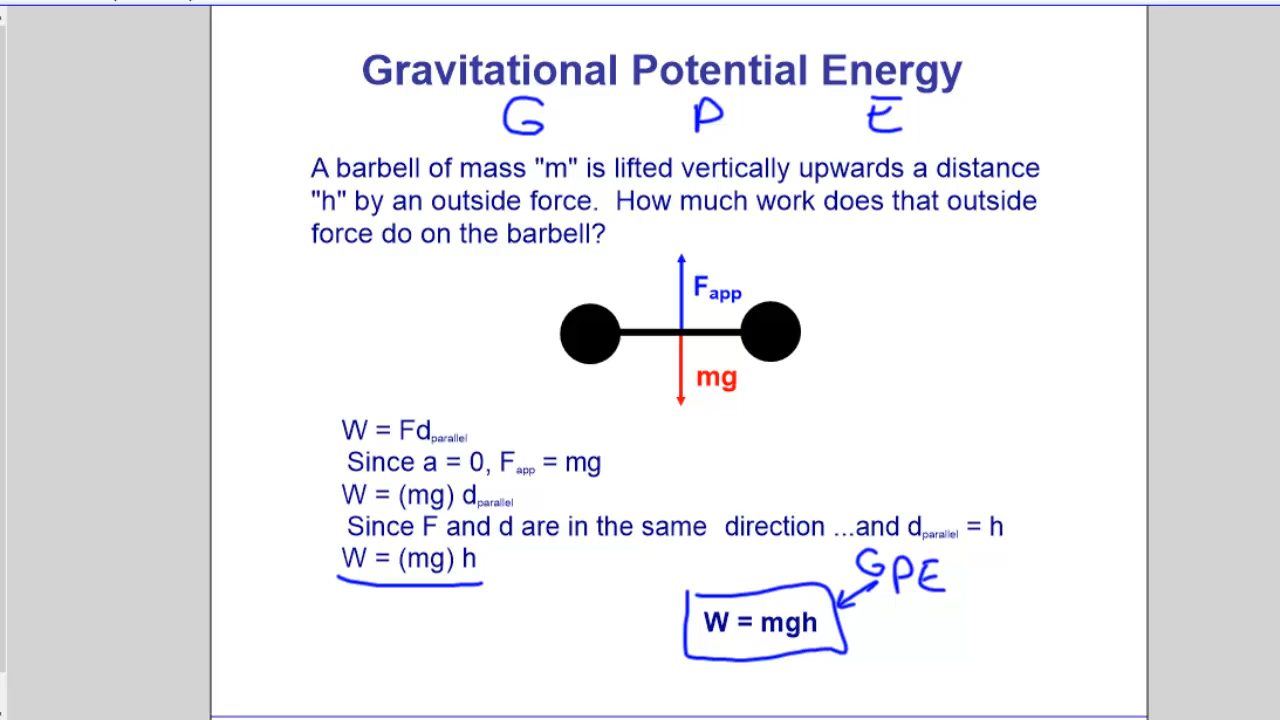 Gravitational Potential Energy
G P E
A barbell of mass "m" is lifted vertically upwards a distance
"h" by an outside force. How much work does that outside
force do on the barbell?
Fapp
mg
W = Fdparallel
Since a = 0, Fapp = mg
W = (mg) dparallel
Since F and d are in the same direction ...and dparallel = h
W = (mg) h
GPE
W = mgh